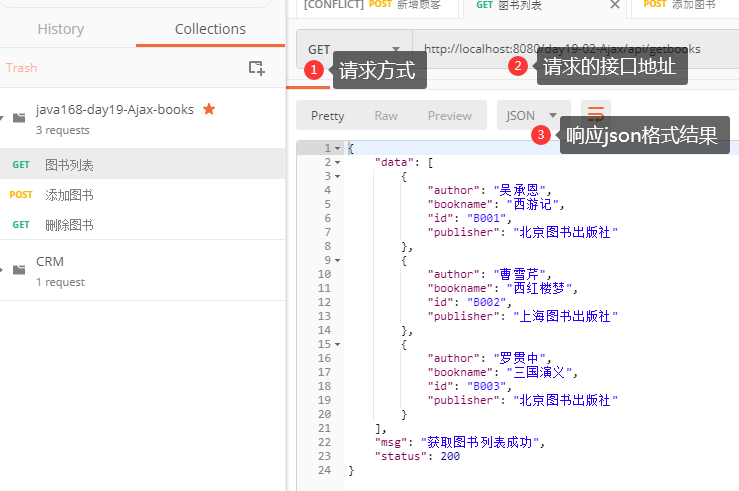 [CONFLICT] POST 新增顾客
GET 图书列表
POST 添加图书
History
Collections
Trash
java168-day19-Ajax-books
3 requests
GET 图书列表
POST 添加图书
GET 删除图书
CRM
1 request
GET
http://localhost:8080/day19-02-Ajax/api/getbooks
1 请求方式
2 请求的接口地址
Pretty
Raw
Preview
JSON
3 响应json格式结果
1 {
2 "data": [
3 {
4 "author": "吴承恩",
5 "bookname": "西游记",
6 "id": "B001",
7 "publisher": "北京图书出版社"
8 },
9 {
10 "author": "曹雪芹",
11 "bookname": "西红楼梦",
12 "id": "B002",
13 "publisher": "上海图书出版社"
14 },
15 {
16 "author": "罗贯中",
17 "bookname": "三国演义",
18 "id": "B003",
19 "publisher": "北京图书出版社"
20 }
21 ],
22 "msg": "获取图书列表成功",
23 "status": 200
24 }